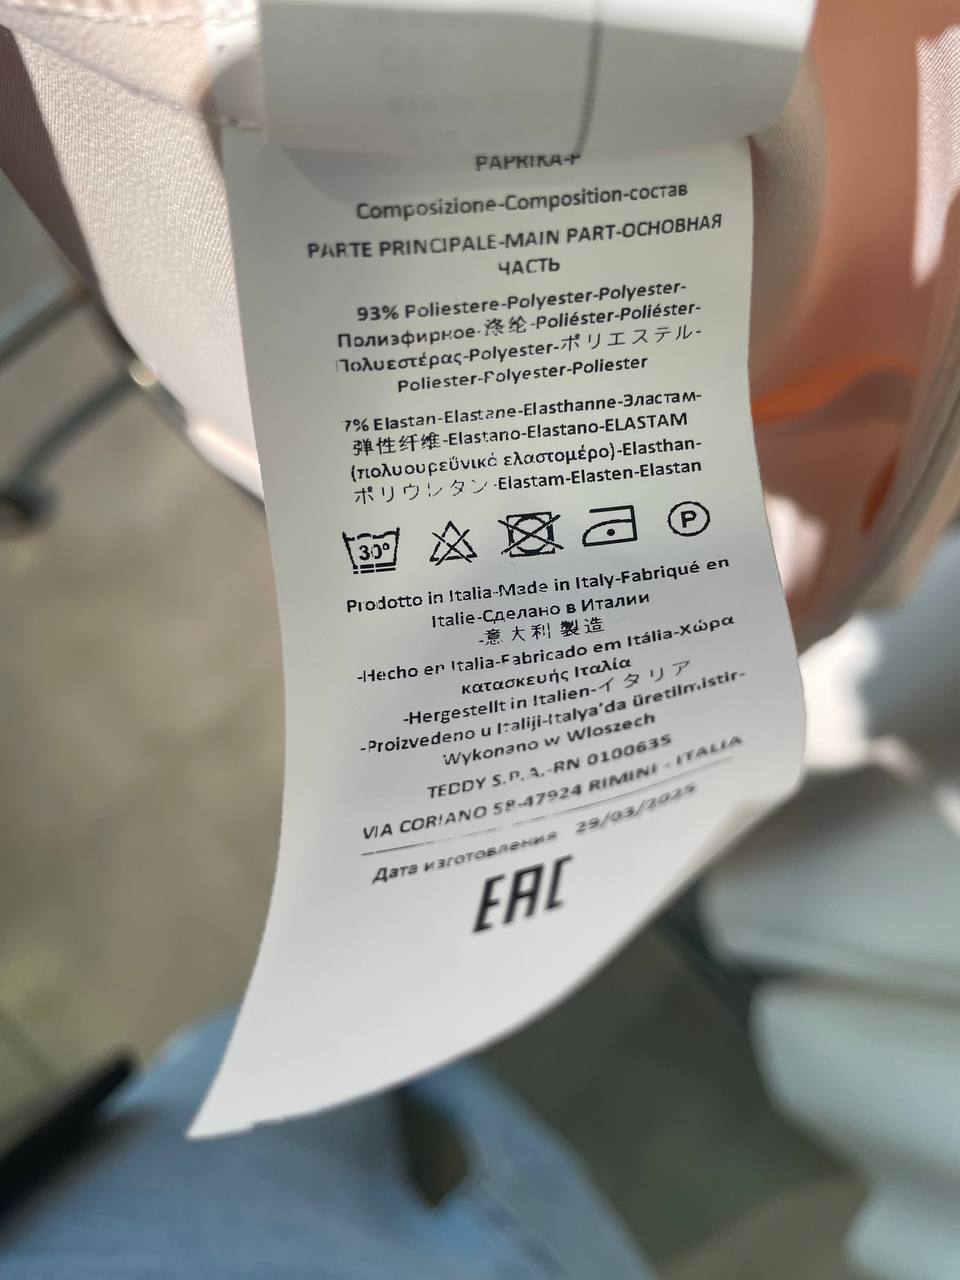 PAPRIKA-P
Composizione-Composition-состав
PARTE PRINCIPALE-MAIN PART-ОСНОВНАЯ
ЧАСТЬ
93% Poliestere-Polyester-Polyester-
Полиэфирное-涤纶-Poliéster-Poliéster-
Πολυεστέρας-Polyester-ポリエステル-
Poliester-Polyester-Poliester
7% Elastan-Elastane-Elasthanne-Эластам-
弹性纤维-Elastano-Elastano-ELASTAM
(πολυουρεϋνικό ελαστομέρο)-Elasthan-
ポリウレタン-Elastam-Elasten-Elastan
30°
P
Prodotto in Italia-Made in Italy-Fabriqué en
Italie-Сделано в Италии
-意大利製造
-Hecho en Italia-Fabricado em Itália-Χώρα
κατασκευής Ιταλία
-Hergestellt in Italien-イタリア
-Proizvedeno u Italiji-Italya'da üretilmistir-
Wykonano w Wloszech
TEDDY S.P.A.-RN 0100635
VIA CORIANO 58-47924 RIMINI - ITALIA
Дата изготовления 29/03/2025
EAC